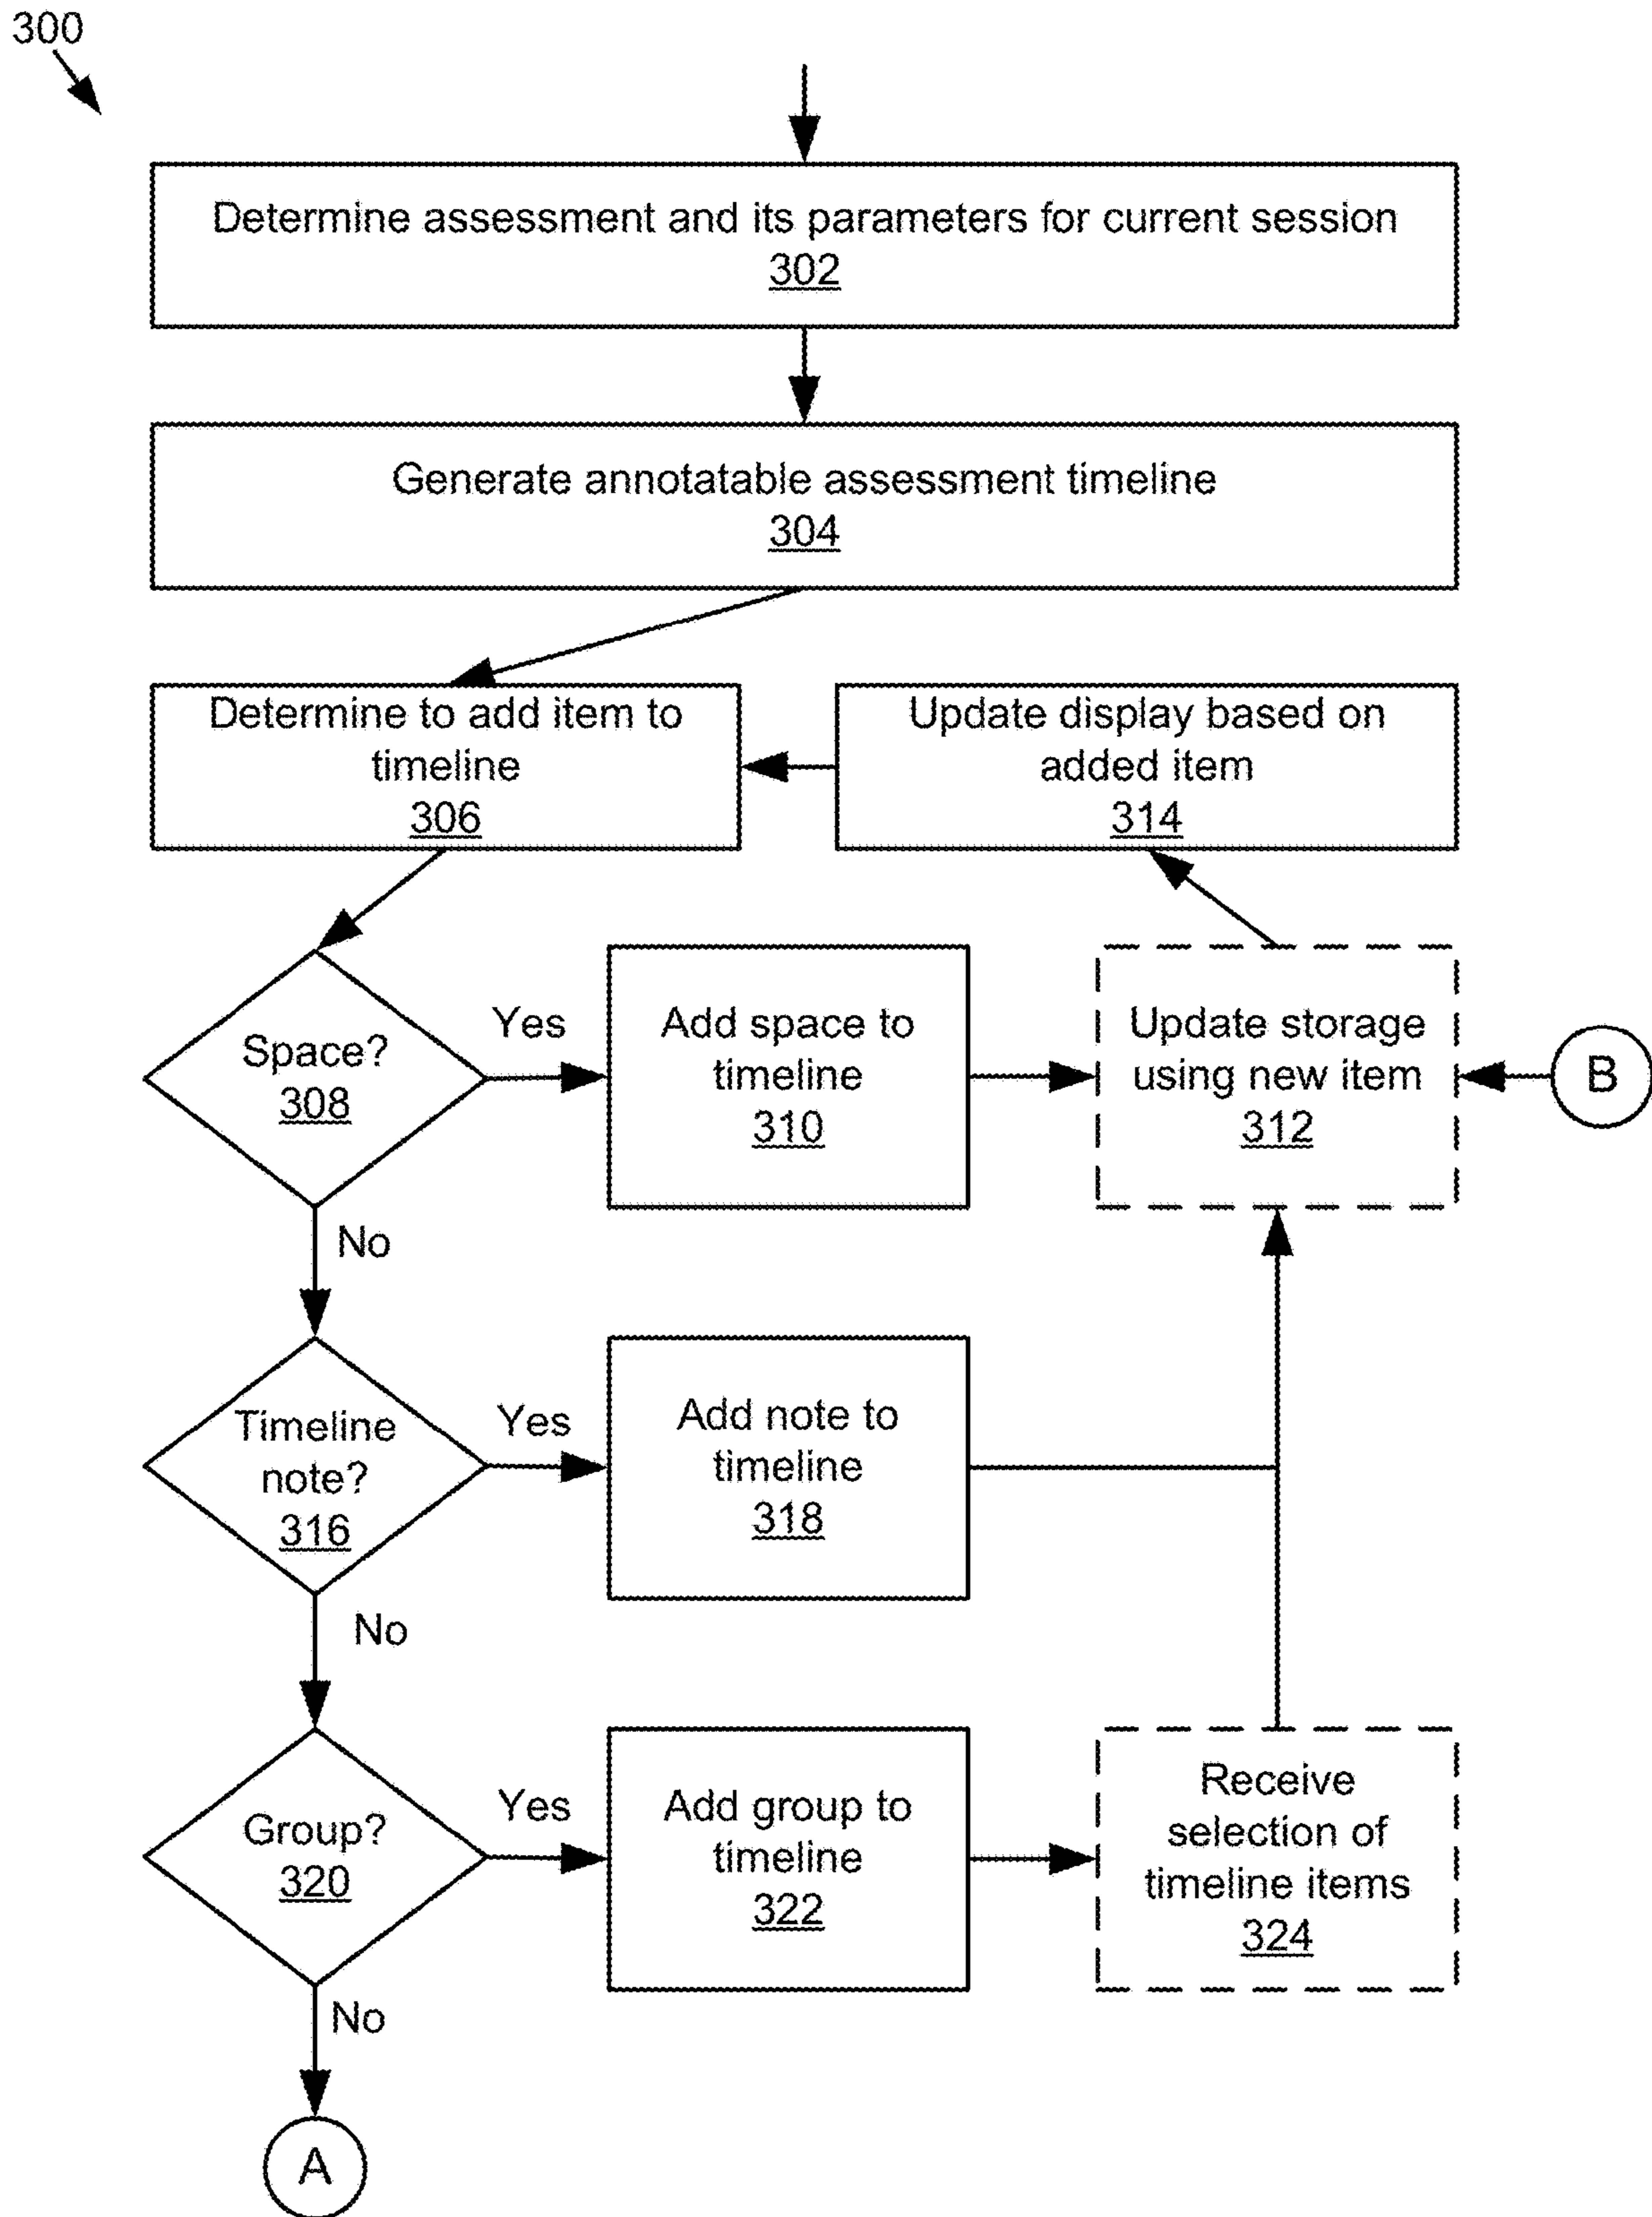 300
Determine assessment and its parameters for current session
302
Generate annotatable assessment timeline
304
Determine to add item to
timeline
306
Update display based on
added item
314
Space?
308
Yes
Add space to
timeline
310
Update storage
using new item
312
B
No
Timeline
note?
316
Yes
Add note to
timeline
318
No
Group?
320
Yes
Add group to
timeline
322
Receive
selection of
timeline items
324
No
A